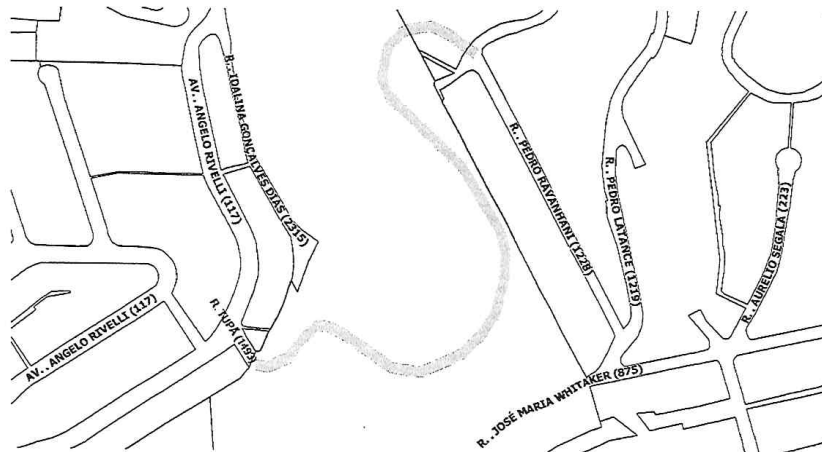 R.. IDALINA GONÇALVES DIAS (2315)
AV.. ANGELO RIVELLI (117)
R.. PEDRO RAVANHANI (1228)
R.. PEDRO LATANCE (1219)
R.. AURELIO SEGALA (223)
AV.. ANGELO RIVELLI (117)
R. TUPÃ (1493)
R.. JOSÉ MARIA WHITAKER (875)